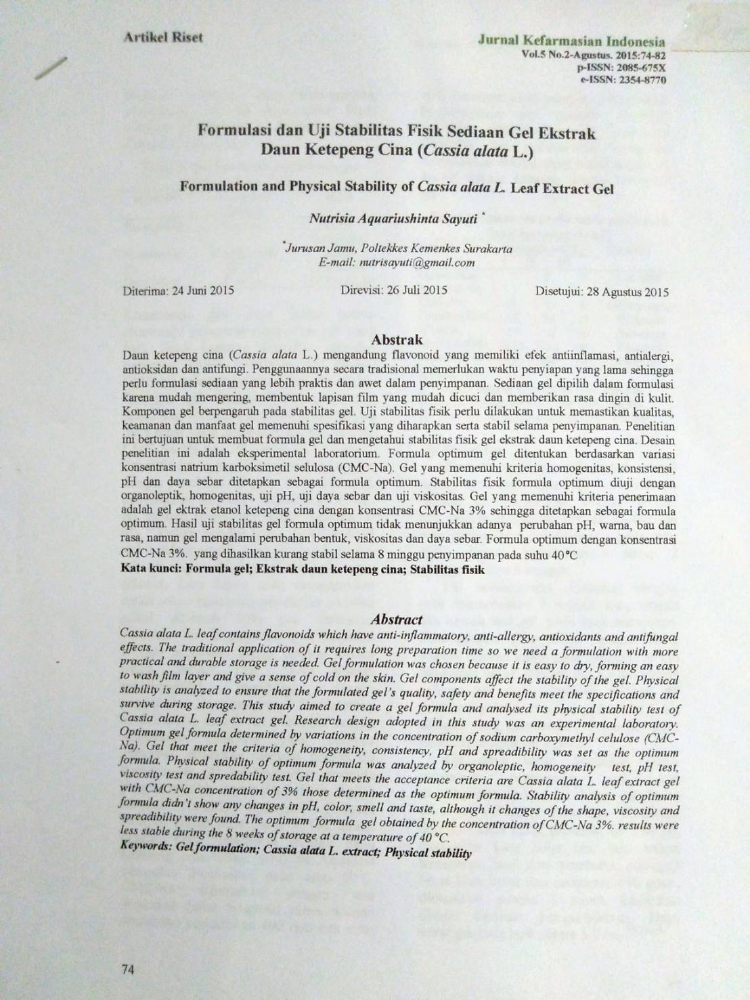 Artikel Riset
Jurnal Kefarmasian Indonesia
Vol.5 No.2-Agustus. 2015:74-82
p-ISSN: 2085-675X
e-ISSN: 2354-8770
Formulasi dan Uji Stabilitas Fisik Sediaan Gel Ekstrak
Daun Ketepeng Cina (Cassia alata L.)
Formulation and Physical Stability of Cassia alata L. Leaf Extract Gel
Nutrisia Aquariushinta Sayuti *
*Jurusan Jamu, Poltekkes Kemenkes Surakarta
E-mail: nutrisayuti@gmail.com
Diterima: 24 Juni 2015 Direvisi: 26 Juli 2015 Disetujui: 28 Agustus 2015
Abstrak
Daun ketepeng cina (Cassia alata L.) mengandung flavonoid yang memiliki efek antiinflamasi, antialergi,
antioksidan dan antifungi. Penggunaannya secara tradisional memerlukan waktu penyiapan yang lama sehingga
perlu formulasi sediaan yang lebih praktis dan awet dalam penyimpanan. Sediaan gel dipilih dalam formulasi
karena mudah mengering, membentuk lapisan film yang mudah dicuci dan memberikan rasa dingin di kulit.
Komponen gel berpengaruh pada stabilitas gel. Uji stabilitas fisik perlu dilakukan untuk memastikan kualitas,
keamanan dan manfaat gel memenuhi spesifikasi yang diharapkan serta stabil selama penyimpanan. Penelitian
ini bertujuan untuk membuat formula gel dan mengetahui stabilitas fisik gel ekstrak daun ketepeng cina. Desain
penelitian ini adalah eksperimental laboratorium. Formula optimum gel ditentukan berdasarkan variasi
konsentrasi natrium karboksimetil selulosa (CMC-Na). Gel yang memenuhi kriteria homogenitas, konsistensi,
pH dan daya sebar ditetapkan sebagai formula optimum. Stabilitas fisik formula optimum diuji dengan
organoleptik, homogenitas, uji pH, uji daya sebar dan uji viskositas. Gel yang memenuhi kriteria penerimaan
adalah gel ektrak etanol ketepeng cina dengan konsentrasi CMC-Na 3% sehingga ditetapkan sebagai formula
optimum. Hasil uji stabilitas gel formula optimum tidak menunjukkan adanya perubahan pH, warna, bau dan
rasa, namun gel mengalami perubahan bentuk, viskositas dan daya sebar. Formula optimum dengan konsentrasi
CMC-Na 3%. yang dihasilkan kurang stabil selama 8 minggu penyimpanan pada suhu 40°C
Kata kunci: Formula gel; Ekstrak daun ketepeng cina; Stabilitas fisik
Abstract
Cassia alata L. leaf contains flavonoids which have anti-inflammatory, anti-allergy, antioxidants and antifungal
effects. The traditional application of it requires long preparation time so we need a formulation with more
practical and durable storage is needed. Gel formulation was chosen because it is easy to dry, forming an easy
to wash film layer and give a sense of cold on the skin. Gel components affect the stability of the gel. Physical
stability is analyzed to ensure that the formulated gel's quality, safety and benefits meet the specifications and
survive during storage. This study aimed to create a gel formula and analysed its physical stability test of
Cassia alata L. leaf extract gel. Research design adopted in this study was an experimental laboratory.
Optimum gel formula determined by variations in the concentration of sodium carboxymethyl celulose (CMC-
Na). Gel that meet the criteria of homogeneity, consistency, pH and spreadibility was set as the optimum
formula. Physical stability of optimum formula was analyzed by organoleptic, homogeneity test, pH test,
viscosity test and spredability test. Gel that meets the acceptance criteria are Cassia alata L. leaf extract gel
with CMC-Na concentration of 3% those determined as the optimum formula. Stability analysis of optimum
formula didn't show any changes in pH, color, smell and taste, although it changes of the shape, viscosity and
spreadibility were found. The optimum formula gel obtained by the concentration of CMC-Na 3%. results were
less stable during the 8 weeks of storage at a temperature of 40 °C.
Keywords: Gel formulation; Cassia alata L. extract; Physical stability
74